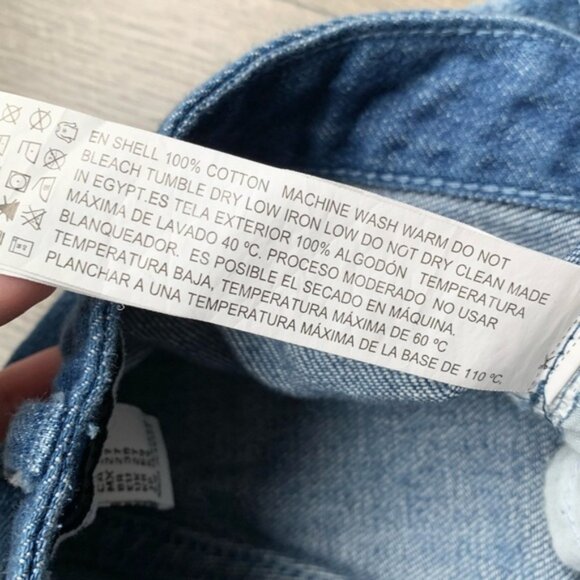 EN SHELL 100% COTTON MACHINE WASH WARM DO NOT
BLEACH TUMBLE DRY LOW IRON LOW DO NOT DRY CLEAN MADE
IN EGYPT.ES TELA EXTERIOR 100% ALGODÓN TEMPERATURA
MÁXIMA DE LAVADO 40 ºC. PROCESO MODERADO NO USAR
BLANQUEADOR. ES POSIBLE EL SECADO EN MÁQUINA.
TEMPERATURA BAJA, TEMPERATURA MÁXIMA DE 60 ºC
PLANCHAR A UNA TEMPERATURA MÁXIMA DE LA BASE DE 110 ºC,